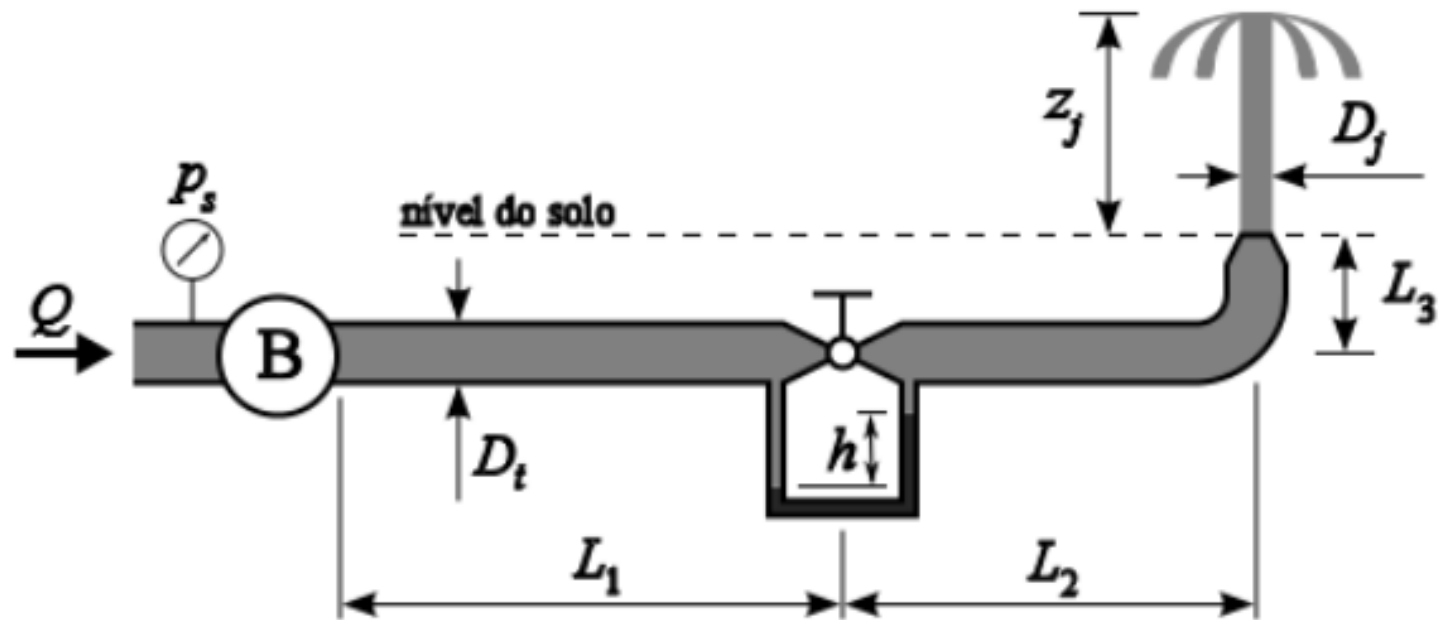 z_j
D_j
p_s
nível do solo
Q
B
L_3
D_t
h
L_1
L_2